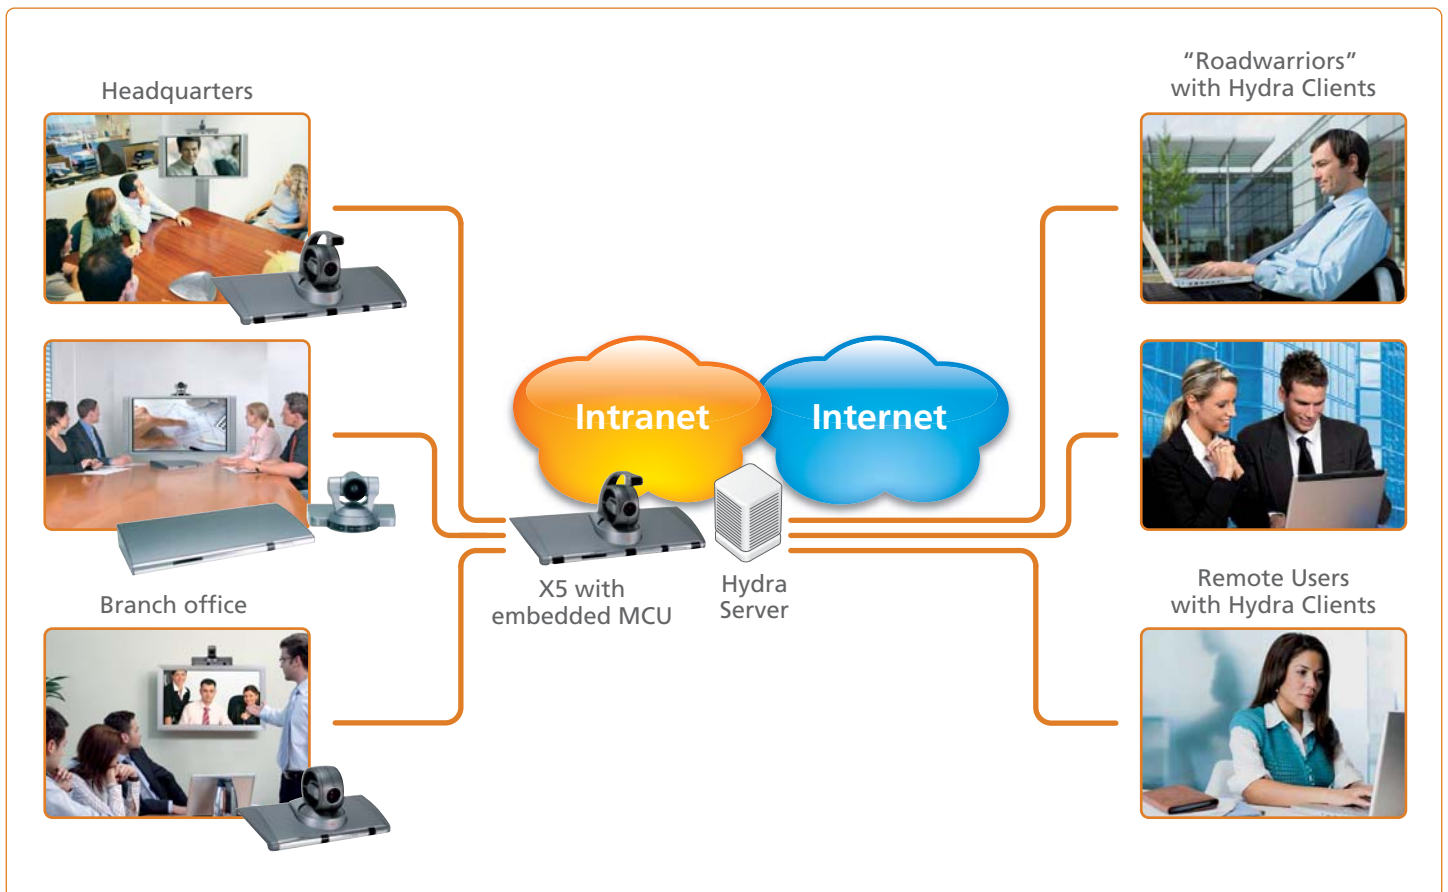 Headquarters
"Roadwarriors"
with Hydra Clients
Intranet
Internet
X5 with
embedded MCU
Hydra
Server
Branch office
Remote Users
with Hydra Clients